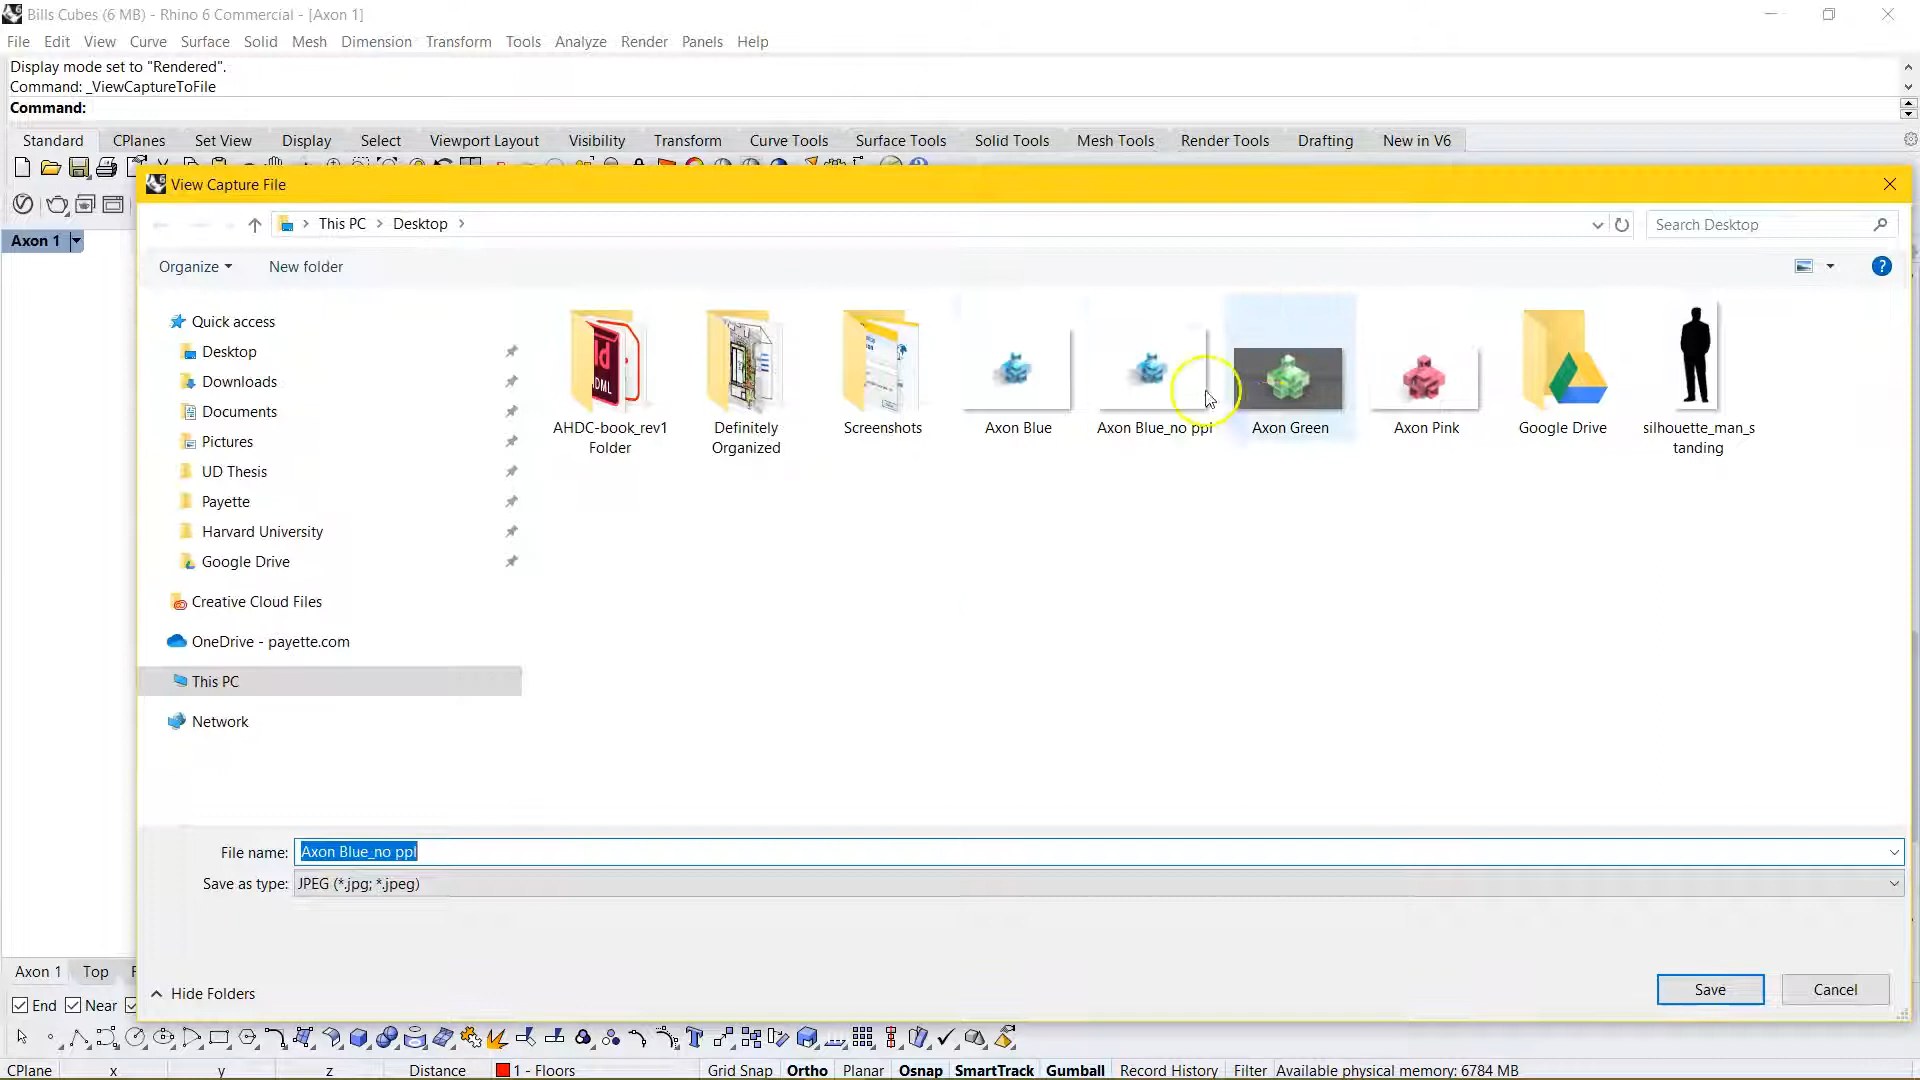 Bills Cubes (6 MB) - Rhino 6 Commercial - [Axon 1]
File Edit View Curve Surface Solid Mesh Dimension Transform Tools Analyze Render Panels Help
Display mode set to "Rendered".
Command: _ViewCaptureToFile
Command:
Standard CPlanes Set View Display Select Viewport Layout Visibility Transform Curve Tools Surface Tools Solid Tools Mesh Tools Render Tools Drafting New in V6
View Capture File
This PC Desktop
Search Desktop
Axon 1
Organize New folder
Quick access
Desktop
Downloads
Documents
Pictures
UD Thesis
Payette
Harvard University
Google Drive
Creative Cloud Files
OneDrive - payette.com
This PC
Network
AHDC-book_rev1 Folder
Definitely Organized
Screenshots
Axon Blue
Axon Blue_no ppl
Axon Green
Axon Pink
Google Drive
silhouette_man_standing
File name: Axon Blue_no ppl
Save as type: JPEG (*.jpg; *.jpeg)
Hide Folders
Save Cancel
Axon 1 Top
End Near
CPlane x y z Distance 1 - Floors Grid Snap Ortho Planar Osnap SmartTrack Gumball Record History Filter Available physical memory: 6784 MB